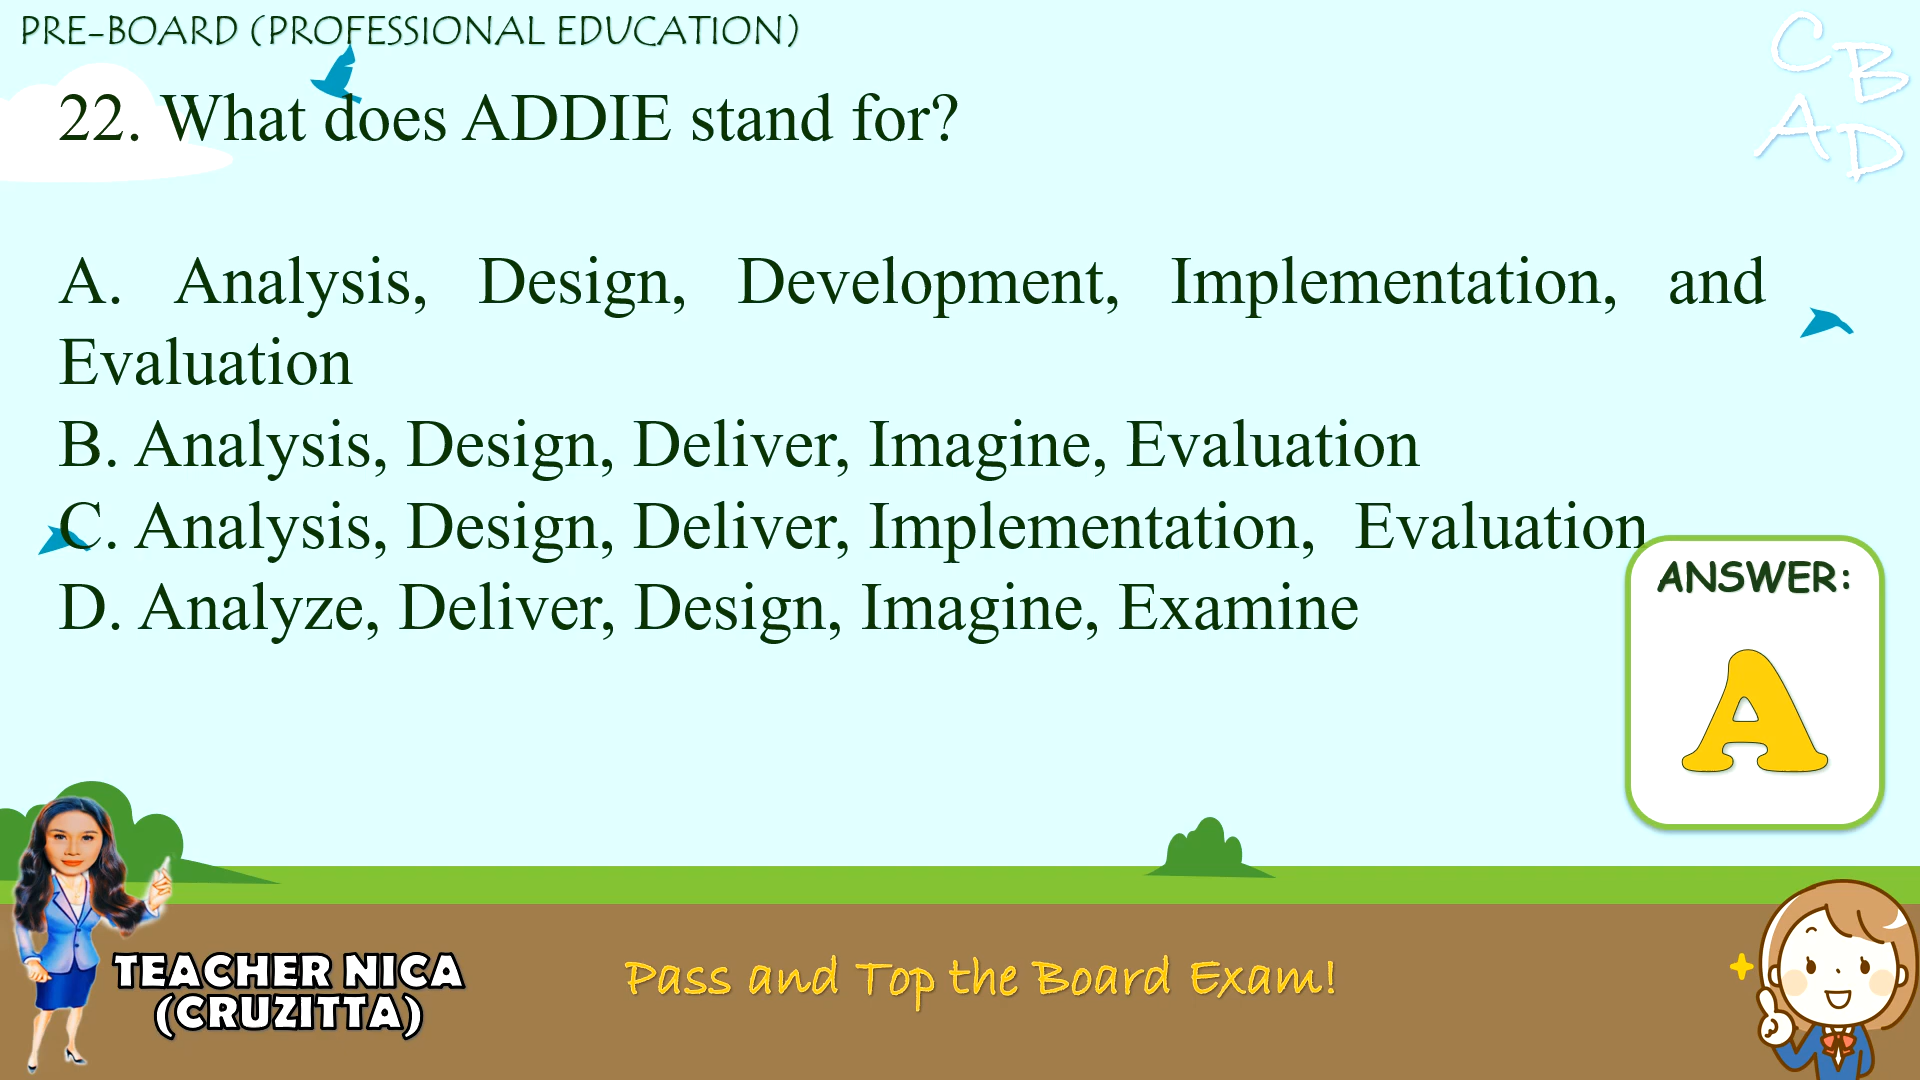 PRE-BOARD (PROFESSIONAL EDUCATION)
C B
A D
22. What does ADDIE stand for?
A. Analysis, Design, Development, Implementation, and
Evaluation
B. Analysis, Design, Deliver, Imagine, Evaluation
C. Analysis, Design, Deliver, Implementation, Evaluation
D. Analyze, Deliver, Design, Imagine, Examine
ANSWER:
A
TEACHER NICA
(CRUZITTA)
Pass and Top the Board Exam!